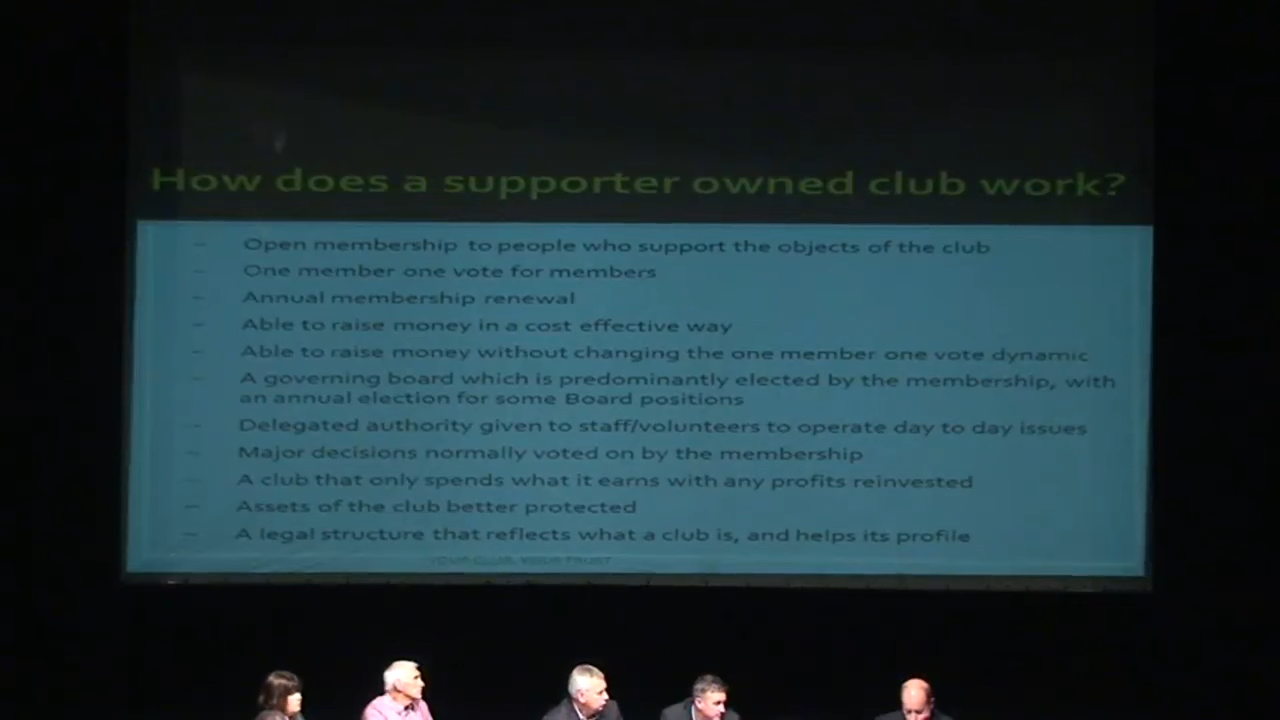 How does a supporter owned club work?
– Open membership to people who support the objects of the club
– One member one vote for members
– Annual membership renewal
– Able to raise money in a cost effective way
– Able to raise money without changing the one member one vote dynamic
– A governing board which is predominantly elected by the membership, with
an annual election for some Board positions
– Delegated authority given to staff/volunteers to operate day to day issues
– Major decisions normally voted on by the membership
– A club that only spends what it earns with any profits reinvested
– Assets of the club better protected
– A legal structure that reflects what a club is, and helps its profile
YOUR CLUB, YOUR TRUST